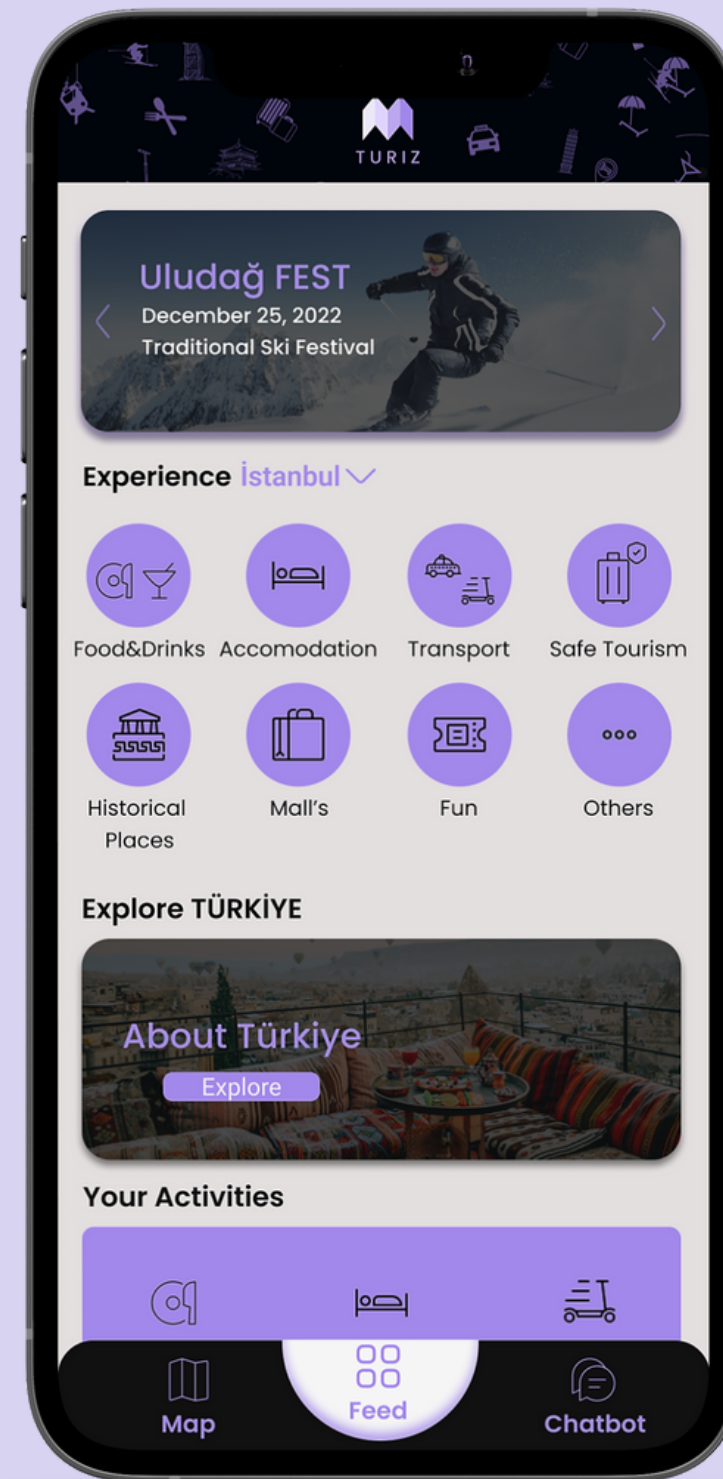 TURIZ
Uludağ FEST
December 25, 2022
Traditional Ski Festival
Experience İstanbul
Food&Drinks Accomodation Transport Safe Tourism
Historical Places Mall's Fun Others
Explore TÜRKİYE
About Türkiye
Explore
Your Activities
Map Feed Chatbot